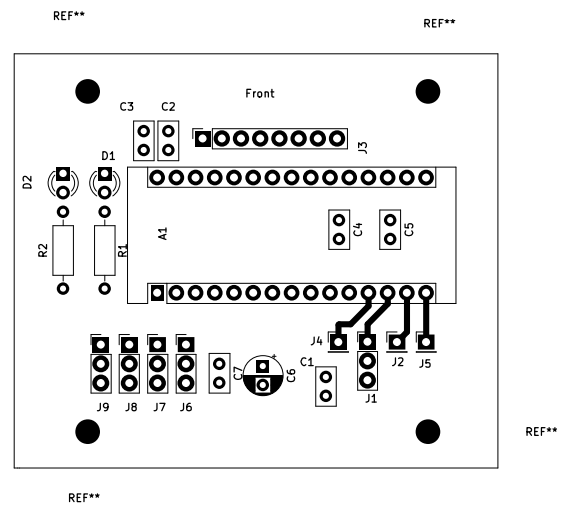 REF**
REF**
Front
C3
C2
J3
D1
D2
A1
C4
C5
R2
R1
J4
J2
J5
C1
C7
+
C6
J1
J9
J8
J7
J6
REF**
REF**